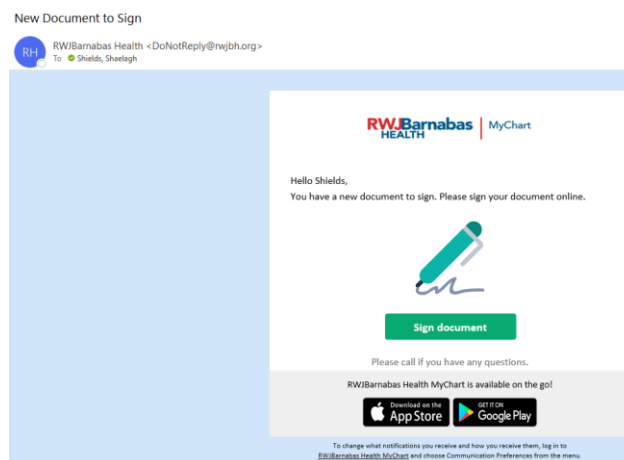 New Document to Sign
RH
RWJBarnabas Health <DoNotReply@rwjbh.org>
To Shields, Shaelagh
RWJBarnabas
HEALTH
MyChart
Hello Shields,
You have a new document to sign. Please sign your document online.
Sign document
Please call if you have any questions.
RWJBarnabas Health MyChart is available on the go!
Download on the
App Store
GET IT ON
Google Play
To change what notifications you receive and how you receive them, log in to
RWJBarnabas Health MyChart and choose Communication Preferences from the menu.